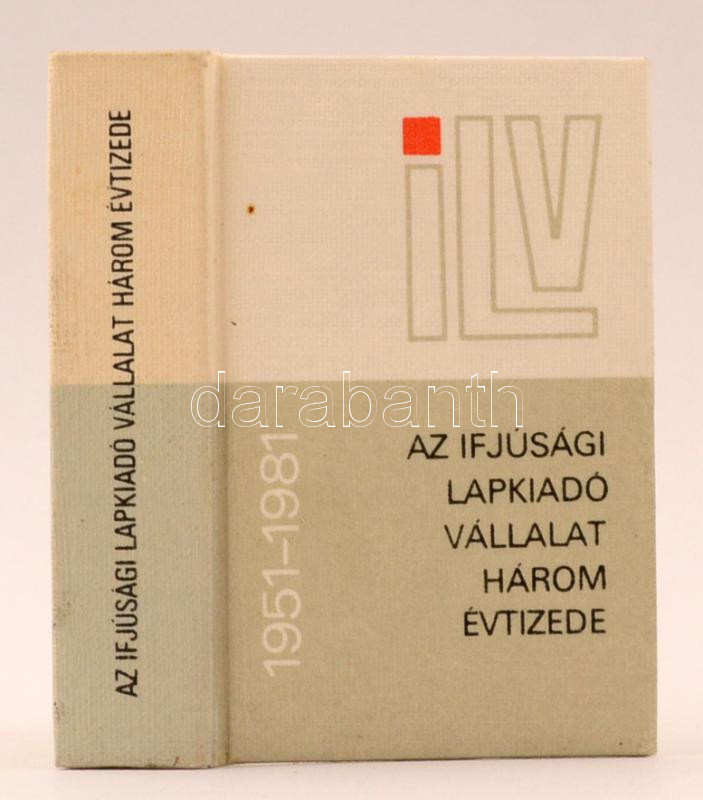 AZ IFJÚSÁGI LAPKIADÓ VÁLLALAT HÁROM ÉVTIZEDE
iLV
darabanth
1951–1981
AZ IFJÚSÁGI
LAPKIADÓ
VÁLLALAT
HÁROM
ÉVTIZEDE